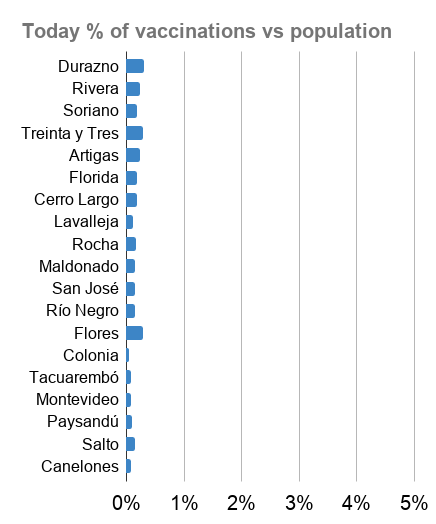 Today % of vaccinations vs population
Durazno
Rivera
Soriano
Treinta y Tres
Artigas
Florida
Cerro Largo
Lavalleja
Rocha
Maldonado
San José
Río Negro
Flores
Colonia
Tacuarembó
Montevideo
Paysandú
Salto
Canelones
0% 1% 2% 3% 4% 5%